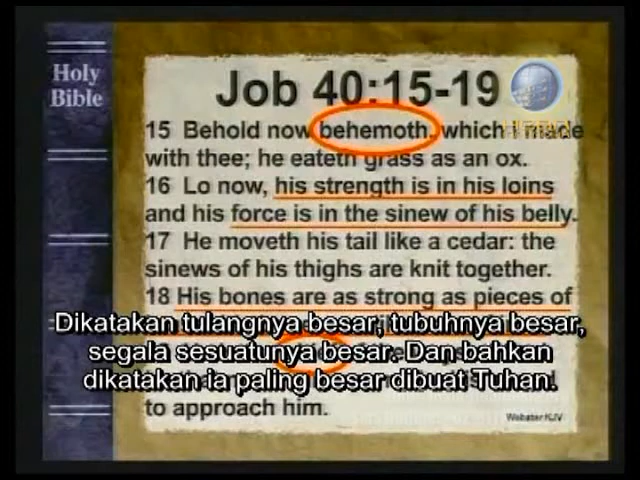 Holy
Bible
Job 40:15-19
15 Behold now behemoth, which I made
with thee; he eateth grass as an ox.
16 Lo now, his strength is in his loins
and his force is in the sinew of his belly.
17 He moveth his tail like a cedar: the
sinews of his thighs are knit together.
18 His bones are as strong as pieces of
Dikatakan tulangnya besar, tubuhnya besar,
segala sesuatunya besar. Dan bahkan
dikatakan ia paling besar dibuat Tuhan.
to approach him.
Webster KJV